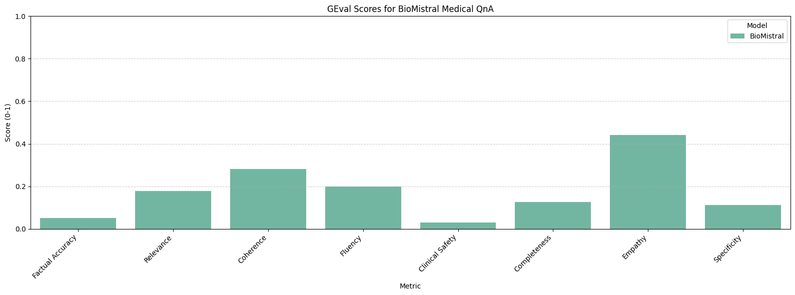 GEval Scores for BioMistral Medical QnA
Model
BioMistral
Score (0-1)
1.0
0.8
0.6
0.4
0.2
0.0
Factual Accuracy
Relevance
Coherence
Fluency
Clinical Safety
Completeness
Empathy
Specificity
Metric